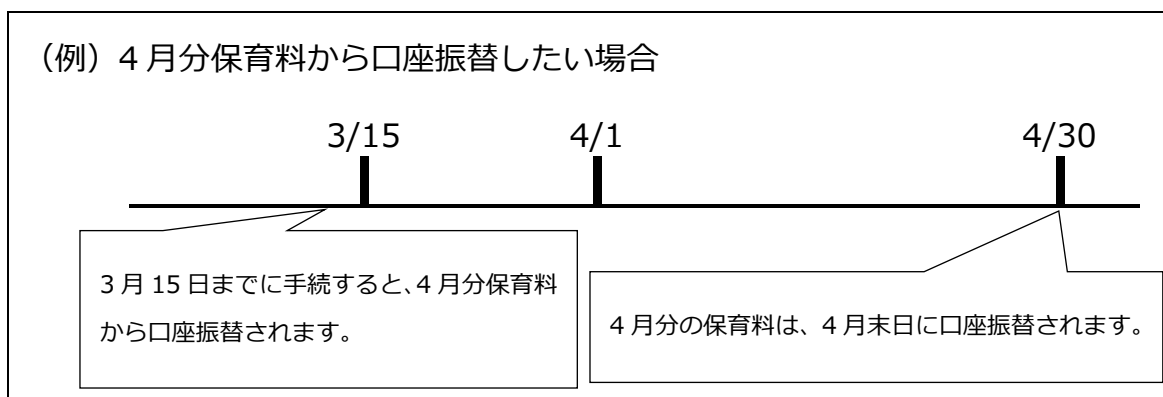 （例）4月分保育料から口座振替したい場合
3/15 4/1 4/30
3月15日までに手続すると、4月分保育料
から口座振替されます。
4月分の保育料は、4月末日に口座振替されます。